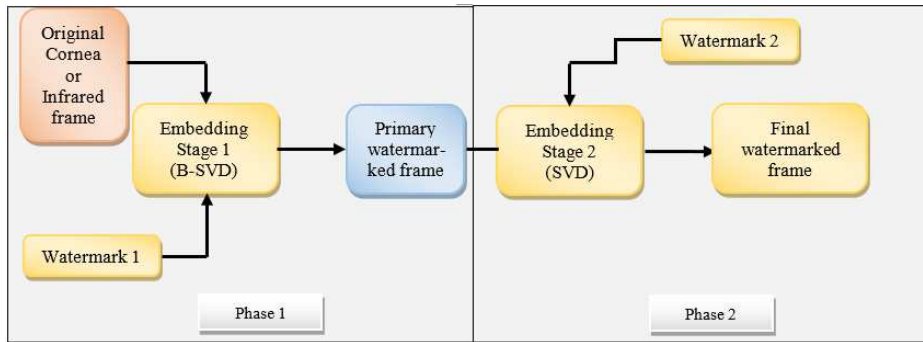 Original
Cornea
or
Infrared
frame
Embedding
Stage 1
(B-SVD)
Watermark 1
Primary
watermar-
ked frame
Phase 1
Watermark 2
Embedding
Stage 2
(SVD)
Final
watermarked
frame
Phase 2